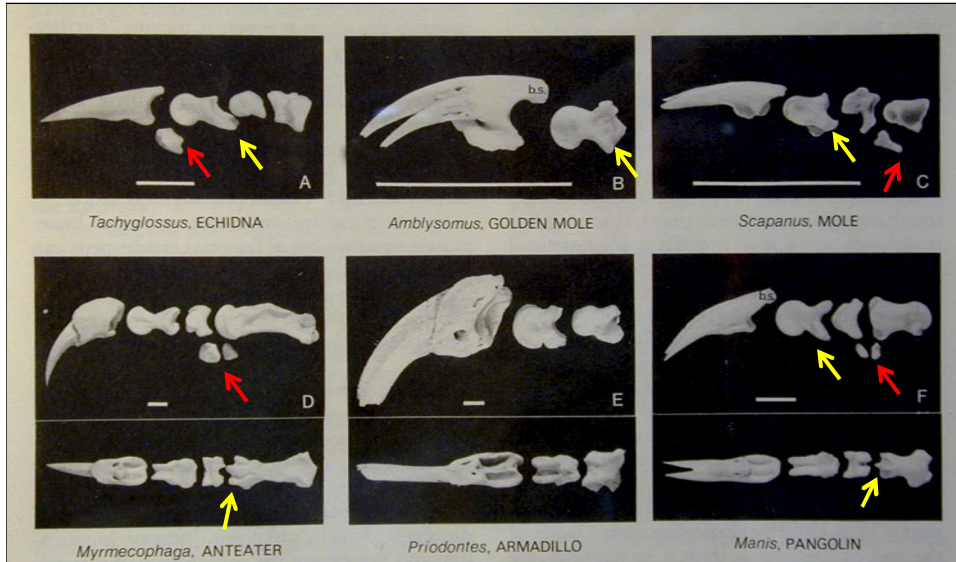 b.s.
A
B
C
Tachyglossus, ECHIDNA
Amblysomus, GOLDEN MOLE
Scapanus, MOLE
b.s.
D
E
F
Myrmecophaga, ANTEATER
Priodontes, ARMADILLO
Manis, PANGOLIN